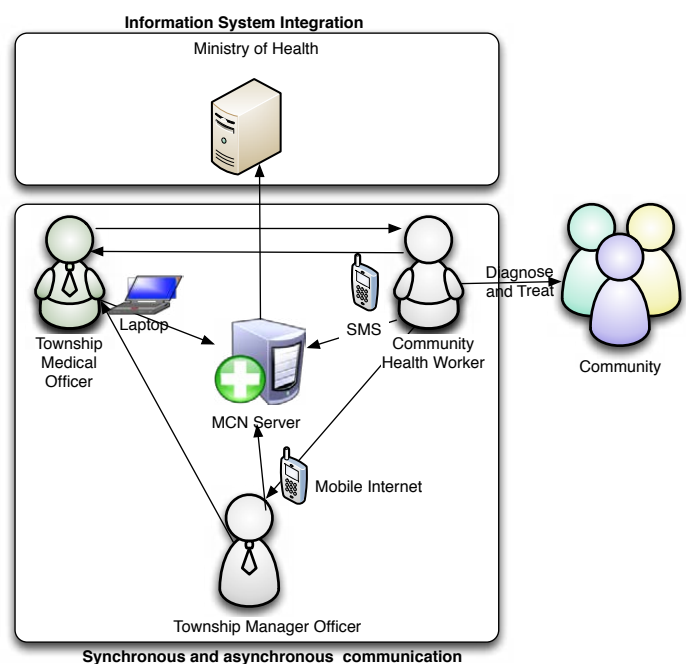 Information System Integration
Ministry of Health
Diagnose
and Treat
Laptop
SMS
Township
Medical
Officer
Community
Health Worker
Community
MCN Server
Mobile Internet
Township Manager Officer
Synchronous and asynchronous communication